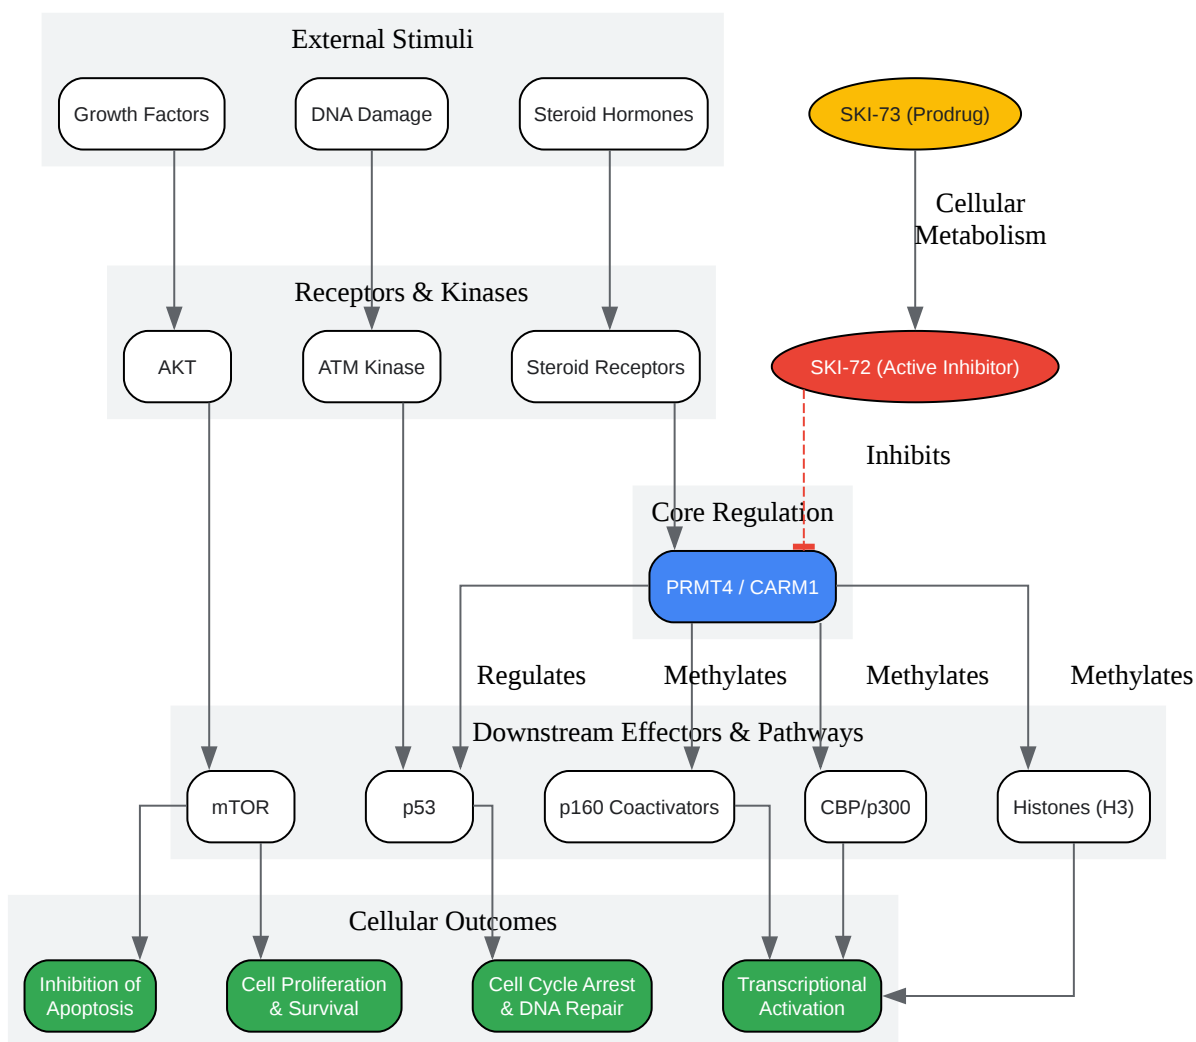 External Stimuli
Growth Factors
DNA Damage
Steroid Hormones
SKI-73 (Prodrug)
Cellular
Metabolism
Receptors & Kinases
AKT
ATM Kinase
Steroid Receptors
SKI-72 (Active Inhibitor)
Inhibits
Core Regulation
PRMT4 / CARM1
Regulates
Methylates
Methylates
Methylates
Downstream Effectors & Pathways
mTOR
p53
p160 Coactivators
CBP/p300
Histones (H3)
Cellular Outcomes
Inhibition of
Apoptosis
Cell Proliferation
& Survival
Cell Cycle Arrest
& DNA Repair
Transcriptional
Activation